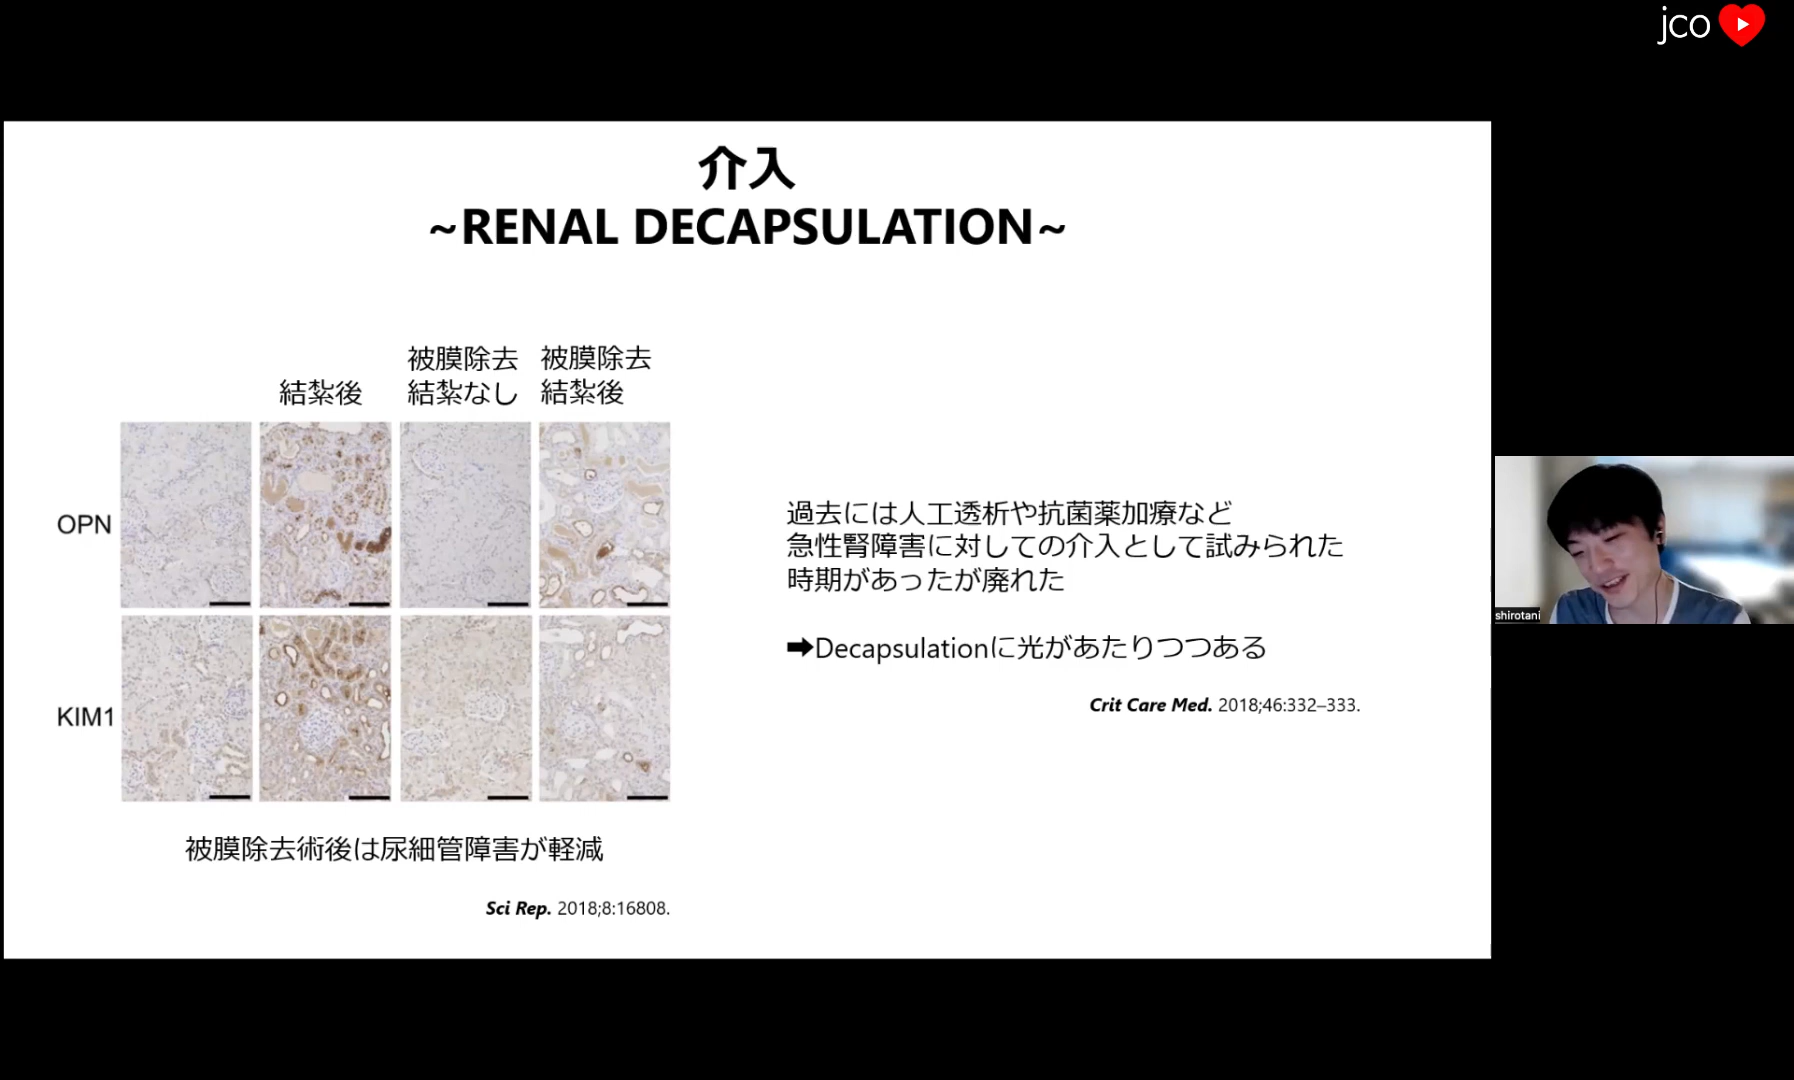 jco
介入
~RENAL DECAPSULATION~
結紮後
被膜除去
結紮なし
被膜除去
結紮後
OPN
KIM1
被膜除去術後は尿細管障害が軽減
Sci Rep. 2018;8:16808.
過去には人工透析や抗菌薬加療など
急性腎障害に対しての介入として試みられた
時期があったが廃れた
➡Decapsulationに光があたりつつある
Crit Care Med. 2018;46:332–333.
shirotani